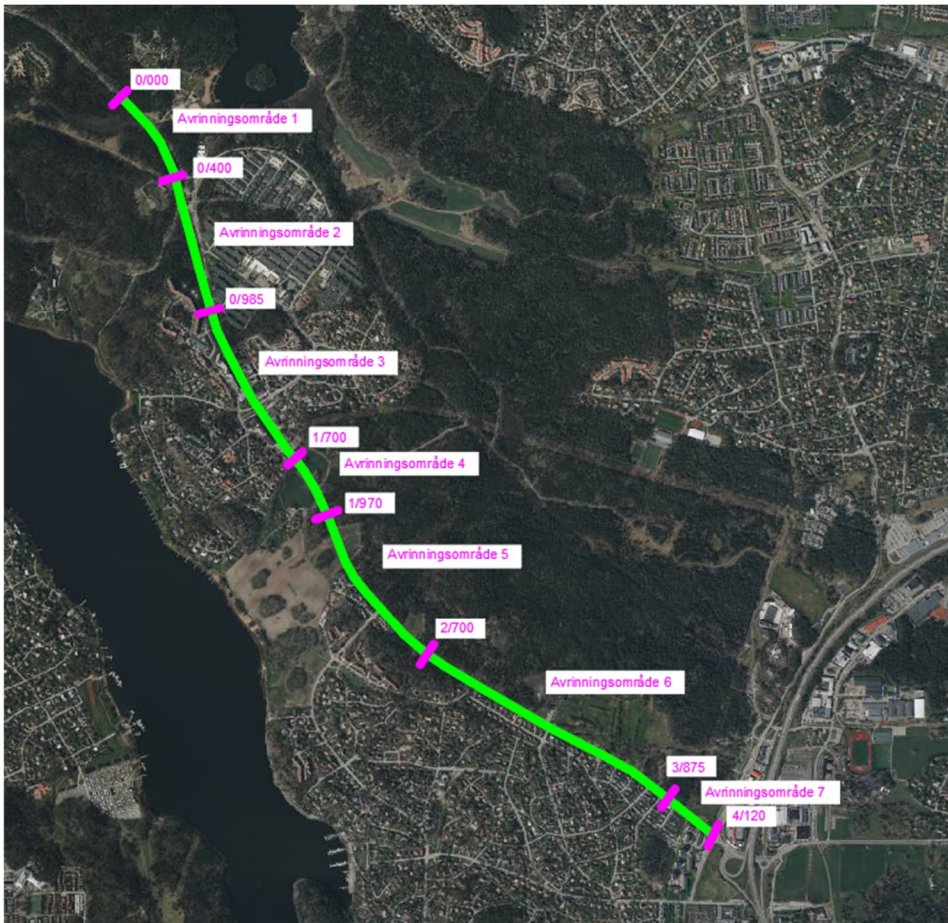 0/000
Avrinningsområde 1
0/400
Avrinningsområde 2
0/985
Avrinningsområde 3
1/700
Avrinningsområde 4
1/970
Avrinningsområde 5
2/700
Avrinningsområde 6
3/875
Avrinningsområde 7
4/120